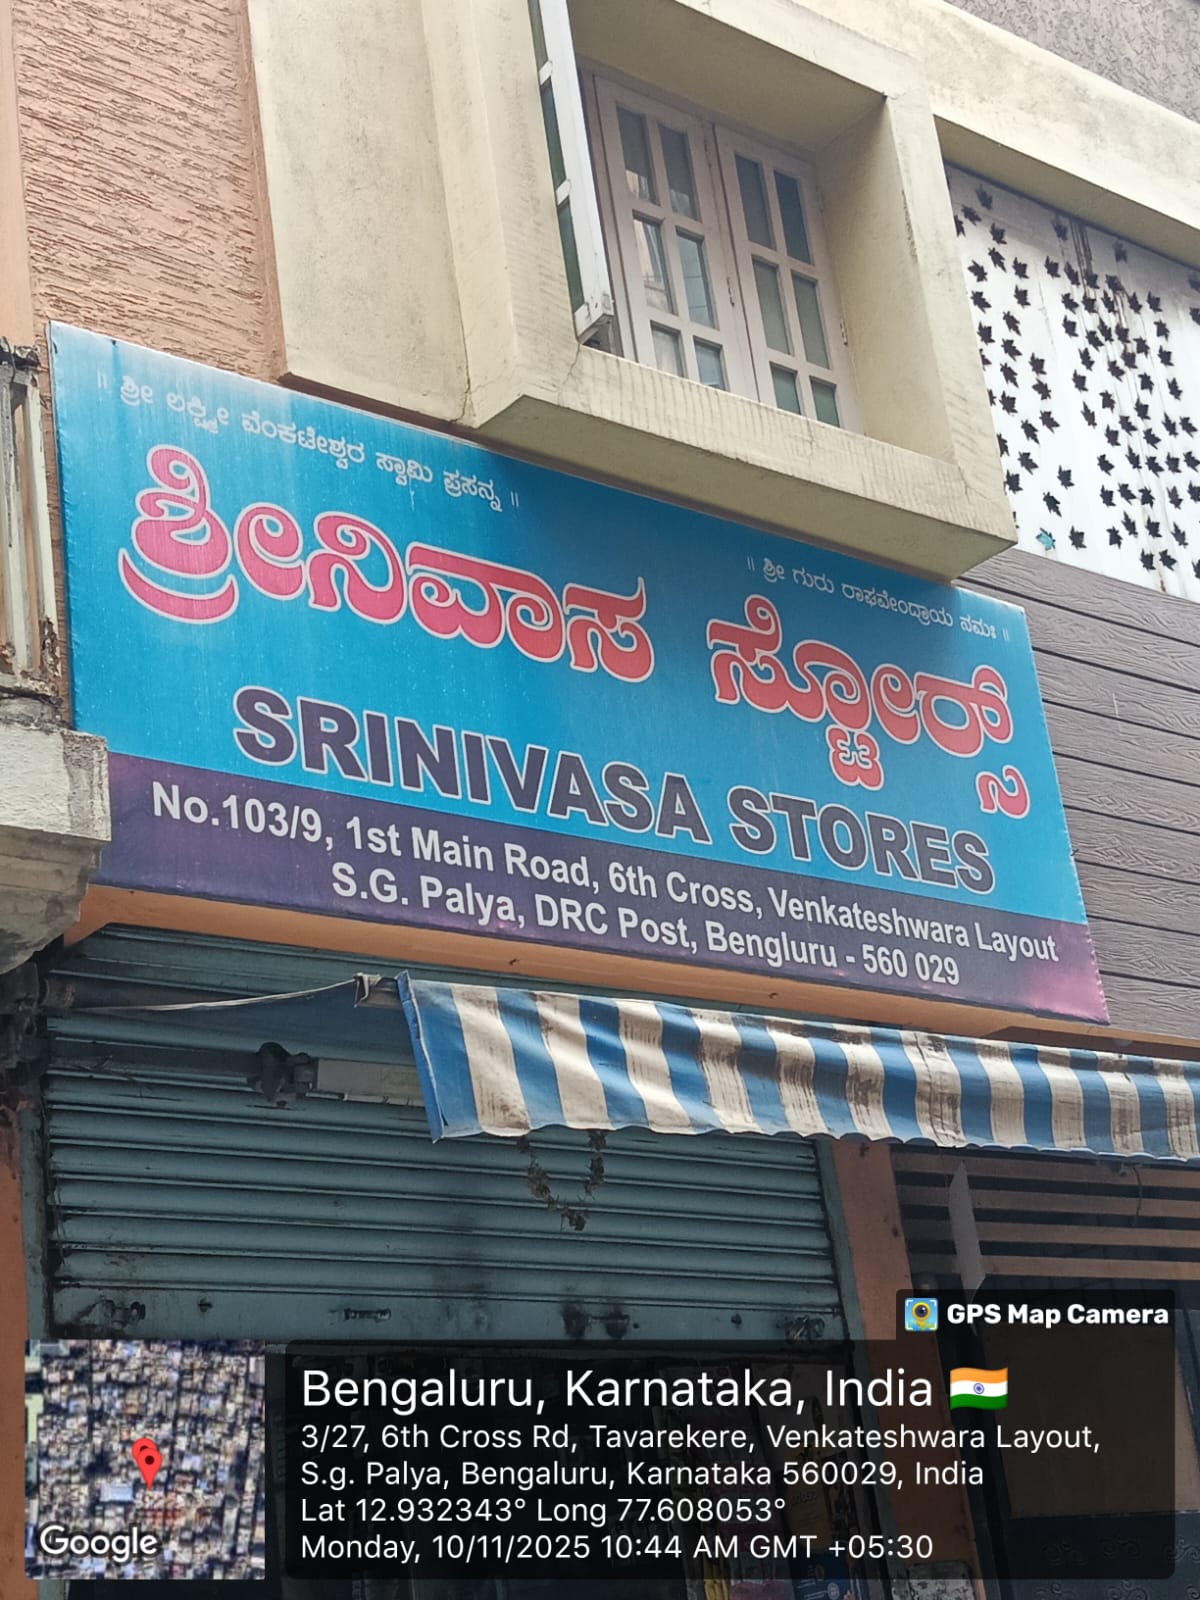 ॥ ಶ್ರೀ ಲಕ್ಷ್ಮೀ ವೆಂಕಟೇಶ್ವರ ಸ್ವಾಮಿ ಪ್ರಸನ್ನ ॥
॥ ಶ್ರೀ ಗುರು ರಾಘವೇಂದ್ರಾಯ ನಮಃ ॥
ಶ್ರೀನಿವಾಸ ಸ್ಟೋರ್ಸ್
SRINIVASA STORES
No.103/9, 1st Main Road, 6th Cross, Venkateshwara Layout
S.G. Palya, DRC Post, Bengluru - 560 029
GPS Map Camera
Bengaluru, Karnataka, India
3/27, 6th Cross Rd, Tavarekere, Venkateshwara Layout,
S.g. Palya, Bengaluru, Karnataka 560029, India
Lat 12.932343° Long 77.608053°
Monday, 10/11/2025 10:44 AM GMT +05:30
Google